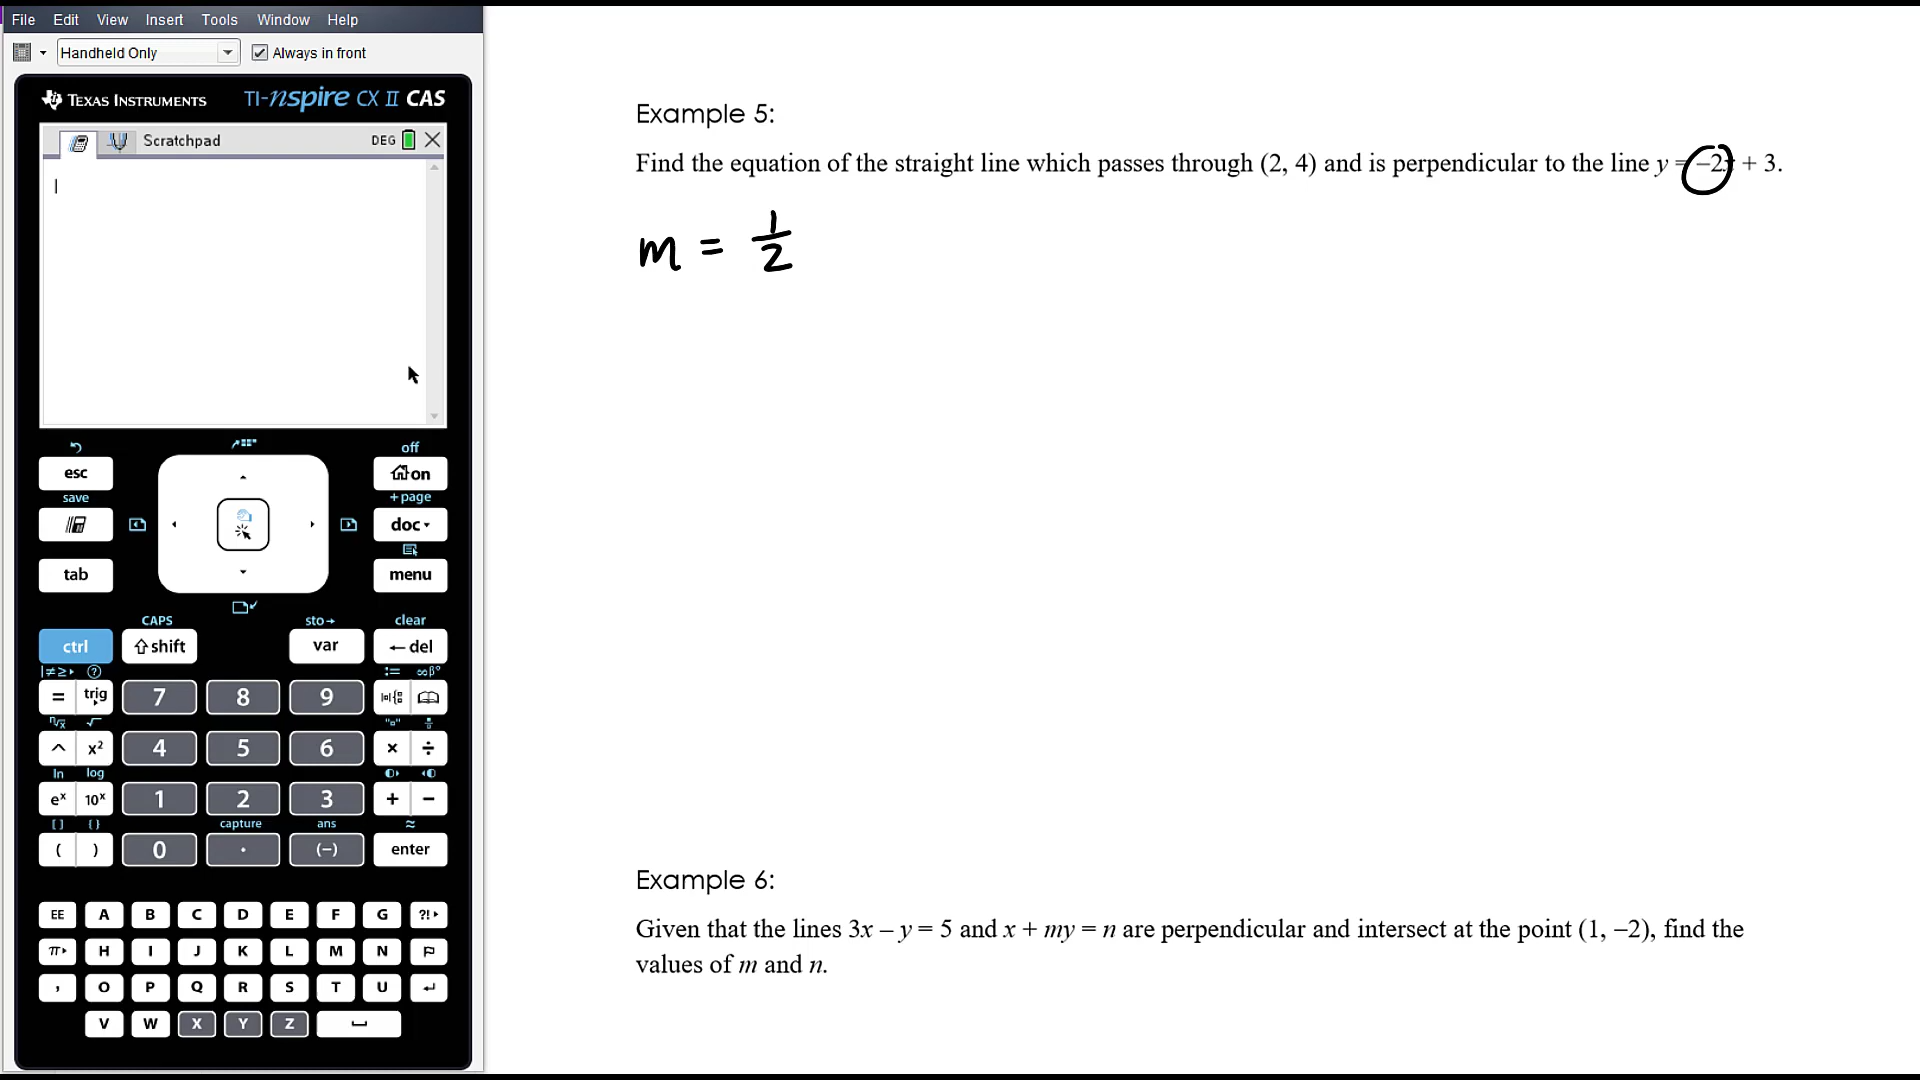 File Edit View Insert Tools Window Help
Handheld Only Always in front
TEXAS INSTRUMENTS TI-nspire CX II CAS
Scratchpad DEG
off
esc on
save + page
doc
tab menu
CAPS sto→ clear
ctrl ⇧shift var ←del
|≠≥▸ ? := ∞β°
= trig 7 8 9
ⁿ√x √
^ x² 4 5 6 × ÷
ln log
eˣ 10ˣ 1 2 3 + −
[ ] { } capture ans ≈
( ) 0 . (−) enter
EE A B C D E F G ?!▸
π▸ H I J K L M N
, O P Q R S T U ↵
V W X Y Z
Example 5:
Find the equation of the straight line which passes through (2, 4) and is perpendicular to the line y = −2x + 3.
m = 1/2
Example 6:
Given that the lines 3x – y = 5 and x + my = n are perpendicular and intersect at the point (1, −2), find the
values of m and n.